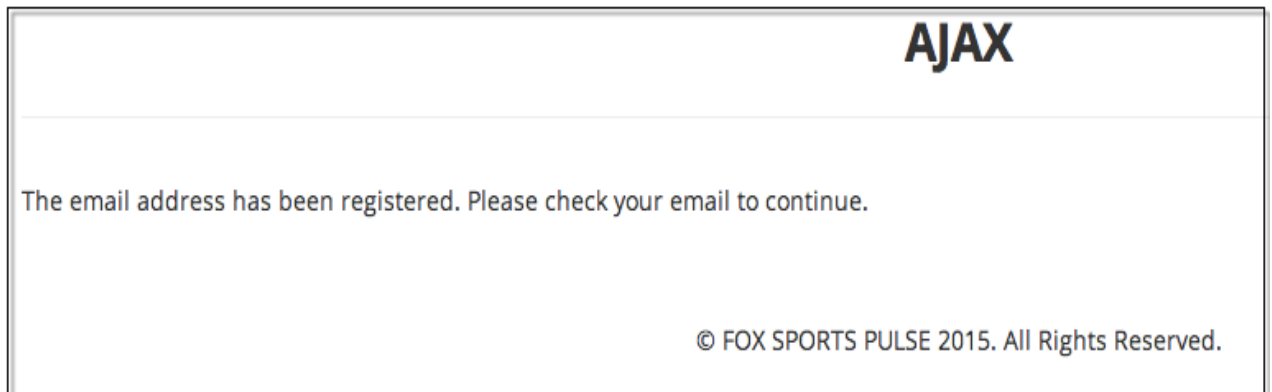 AJAX
The email address has been registered. Please check your email to continue.
© FOX SPORTS PULSE 2015. All Rights Reserved.